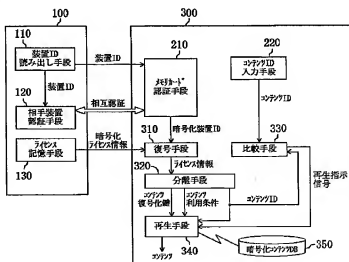 100
300
110
装置ID
読み出し手段
装置ID
210
メモリカード
認証手段
220
コンテンツID
入力手段
120
相手装置
認証手段
相互認証
コンテンツID
暗号化装置ID
ライセンス
記憶手段
130
暗号化
ライセンス情報
310
復号手段
330
比較手段
ライセンス情報
320
分離手段
再生指示
信号
コンテンツ
復号化鍵
コンテンツ
利用条件
コンテンツID
再生手段
340
コンテンツ
暗号化コンテンツDB
350